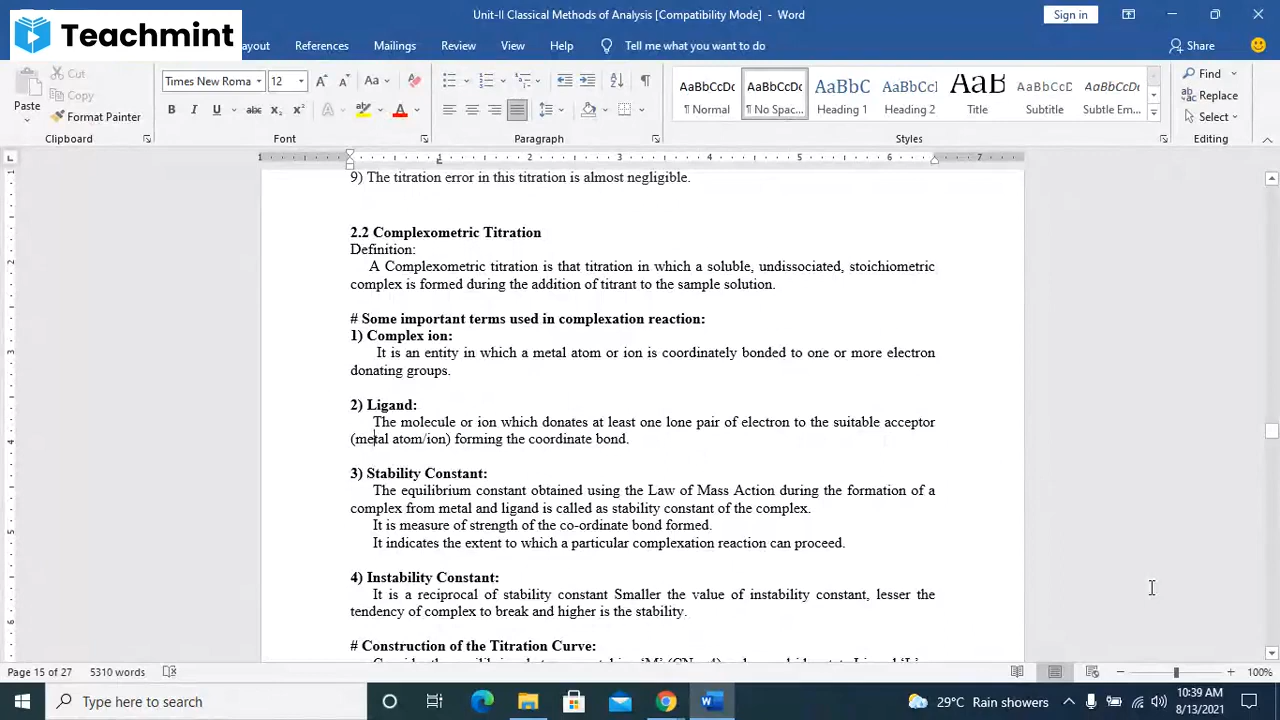 Unit-II Classical Methods of Analysis [Compatibility Mode] - Word
Sign in
Teachmint
ayout References Mailings Review View Help Tell me what you want to do Share
Paste
Cut
Copy
Format Painter
Clipboard
Times New Roma 12
Font
Paragraph
AaBbCcDc AaBbCcDc AaBbC AaBbCcD AaB AaBbCcD AaBbCcDt
¶ Normal ¶ No Spac... Heading 1 Heading 2 Title Subtitle Subtle Em...
Styles
Find
Replace
Select
Editing
9) The titration error in this titration is almost negligible.
2.2 Complexometric Titration
Definition:
A Complexometric titration is that titration in which a soluble, undissociated, stoichiometric
complex is formed during the addition of titrant to the sample solution.
# Some important terms used in complexation reaction:
1) Complex ion:
It is an entity in which a metal atom or ion is coordinately bonded to one or more electron
donating groups.
2) Ligand:
The molecule or ion which donates at least one lone pair of electron to the suitable acceptor
(metal atom/ion) forming the coordinate bond.
3) Stability Constant:
The equilibrium constant obtained using the Law of Mass Action during the formation of a
complex from metal and ligand is called as stability constant of the complex.
It is measure of strength of the co-ordinate bond formed.
It indicates the extent to which a particular complexation reaction can proceed.
4) Instability Constant:
It is a reciprocal of stability constant Smaller the value of instability constant, lesser the
tendency of complex to break and higher is the stability.
# Construction of the Titration Curve:
Page 15 of 27 5310 words 100%
Type here to search
29°C Rain showers
10:39 AM
8/13/2021